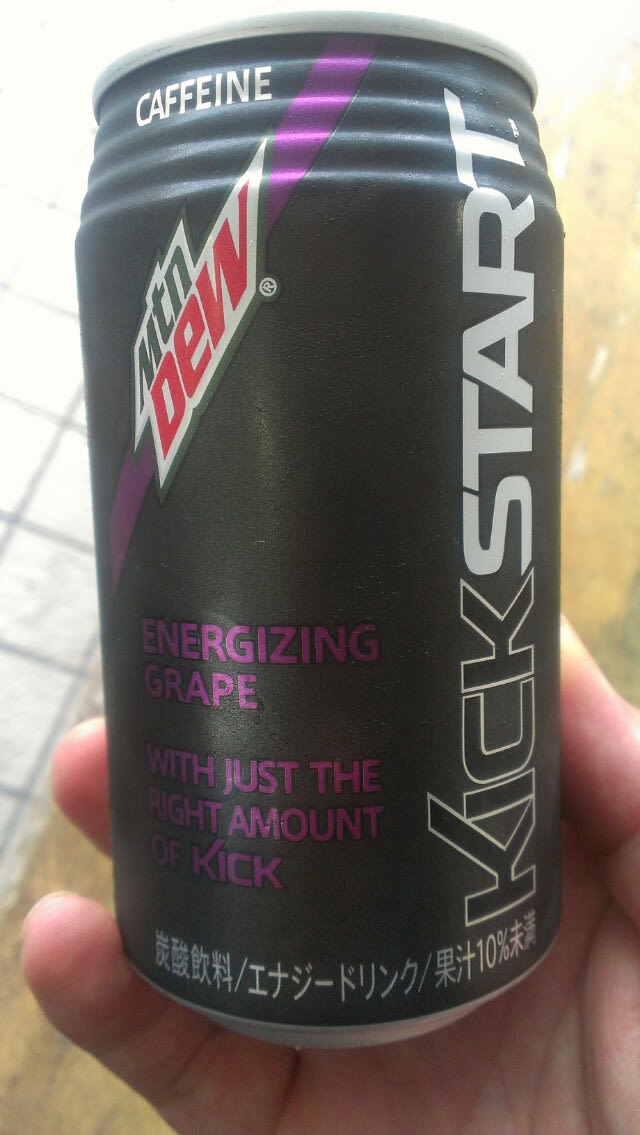 CAFFEINE
Mtn
DEW®
KICKSTART
ENERGIZING
GRAPE
WITH JUST THE
RIGHT AMOUNT
OF KICK
炭酸飲料/エナジードリンク/果汁10%未満